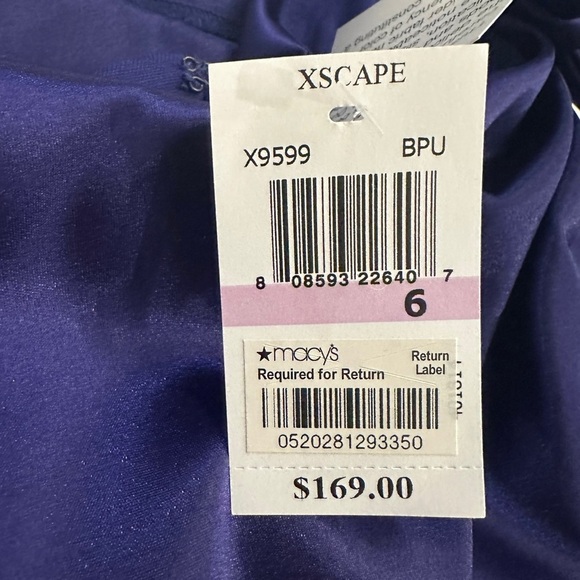 XSCAPE
X9599 BPU
8 08593 22640 7
6
★macy's Return
Required for Return Label
0520281293350
$169.00